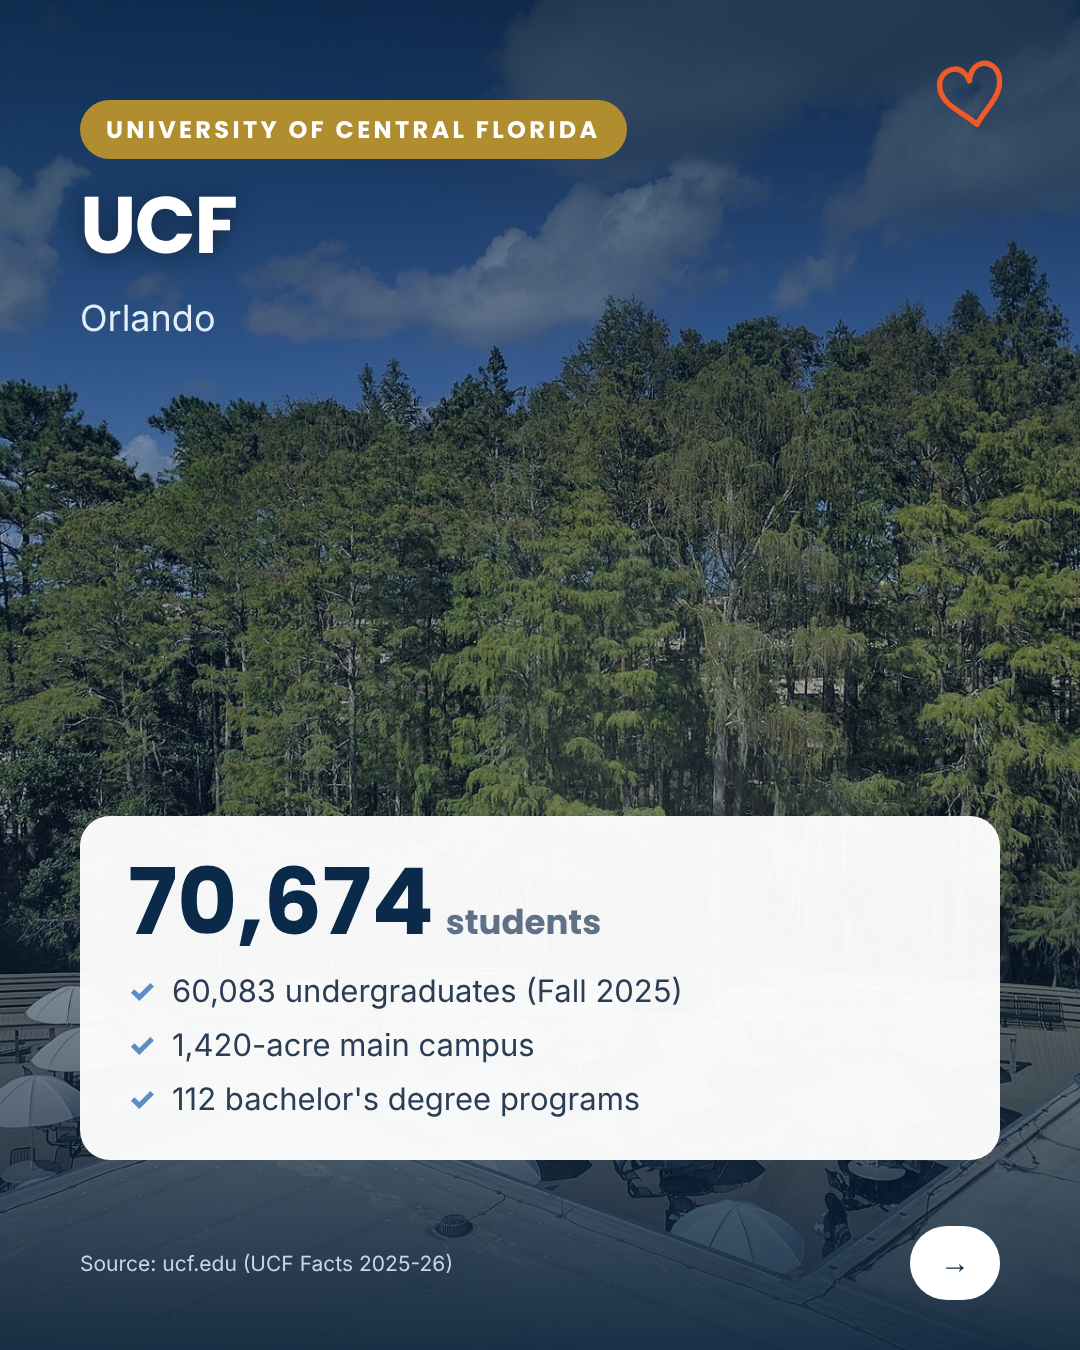 UNIVERSITY OF CENTRAL FLORIDA
UCF
Orlando
70,674 students
✓ 60,083 undergraduates (Fall 2025)
✓ 1,420-acre main campus
✓ 112 bachelor's degree programs
Source: ucf.edu (UCF Facts 2025-26)
→